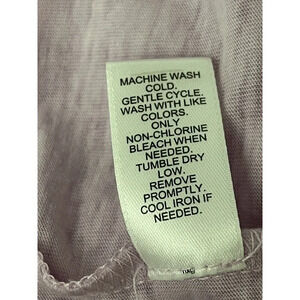 MACHINE WASH
COLD.
GENTLE CYCLE.
WASH WITH LIKE
COLORS.
ONLY
NON-CHLORINE
BLEACH WHEN
NEEDED.
TUMBLE DRY
LOW.
REMOVE
PROMPTLY.
COOL IRON IF
NEEDED.